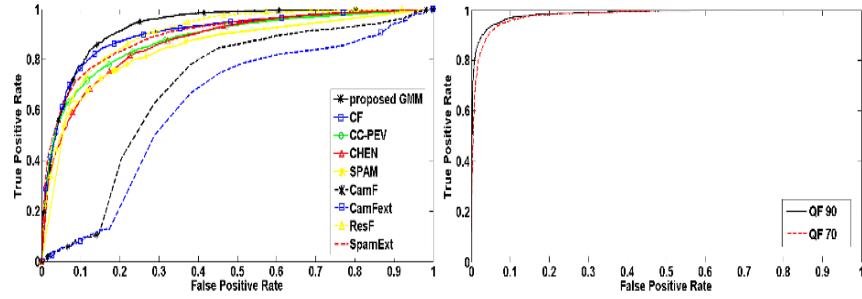 True Positive Rate
1
0.8
0.6
0.4
0.2
0
0
0.1
0.2
0.3
0.4
0.5
0.6
0.7
0.8
0.9
1
False Positive Rate
proposed GMM
CF
CC-PEV
CHEN
SPAM
CamF
CamFext
ResF
SpamExt
True Positive Rate
1
0.8
0.6
0.4
0.2
0
0
0.1
0.2
0.3
0.4
0.5
0.6
0.7
0.8
0.9
1
False Positive Rate
QF 90
QF 70